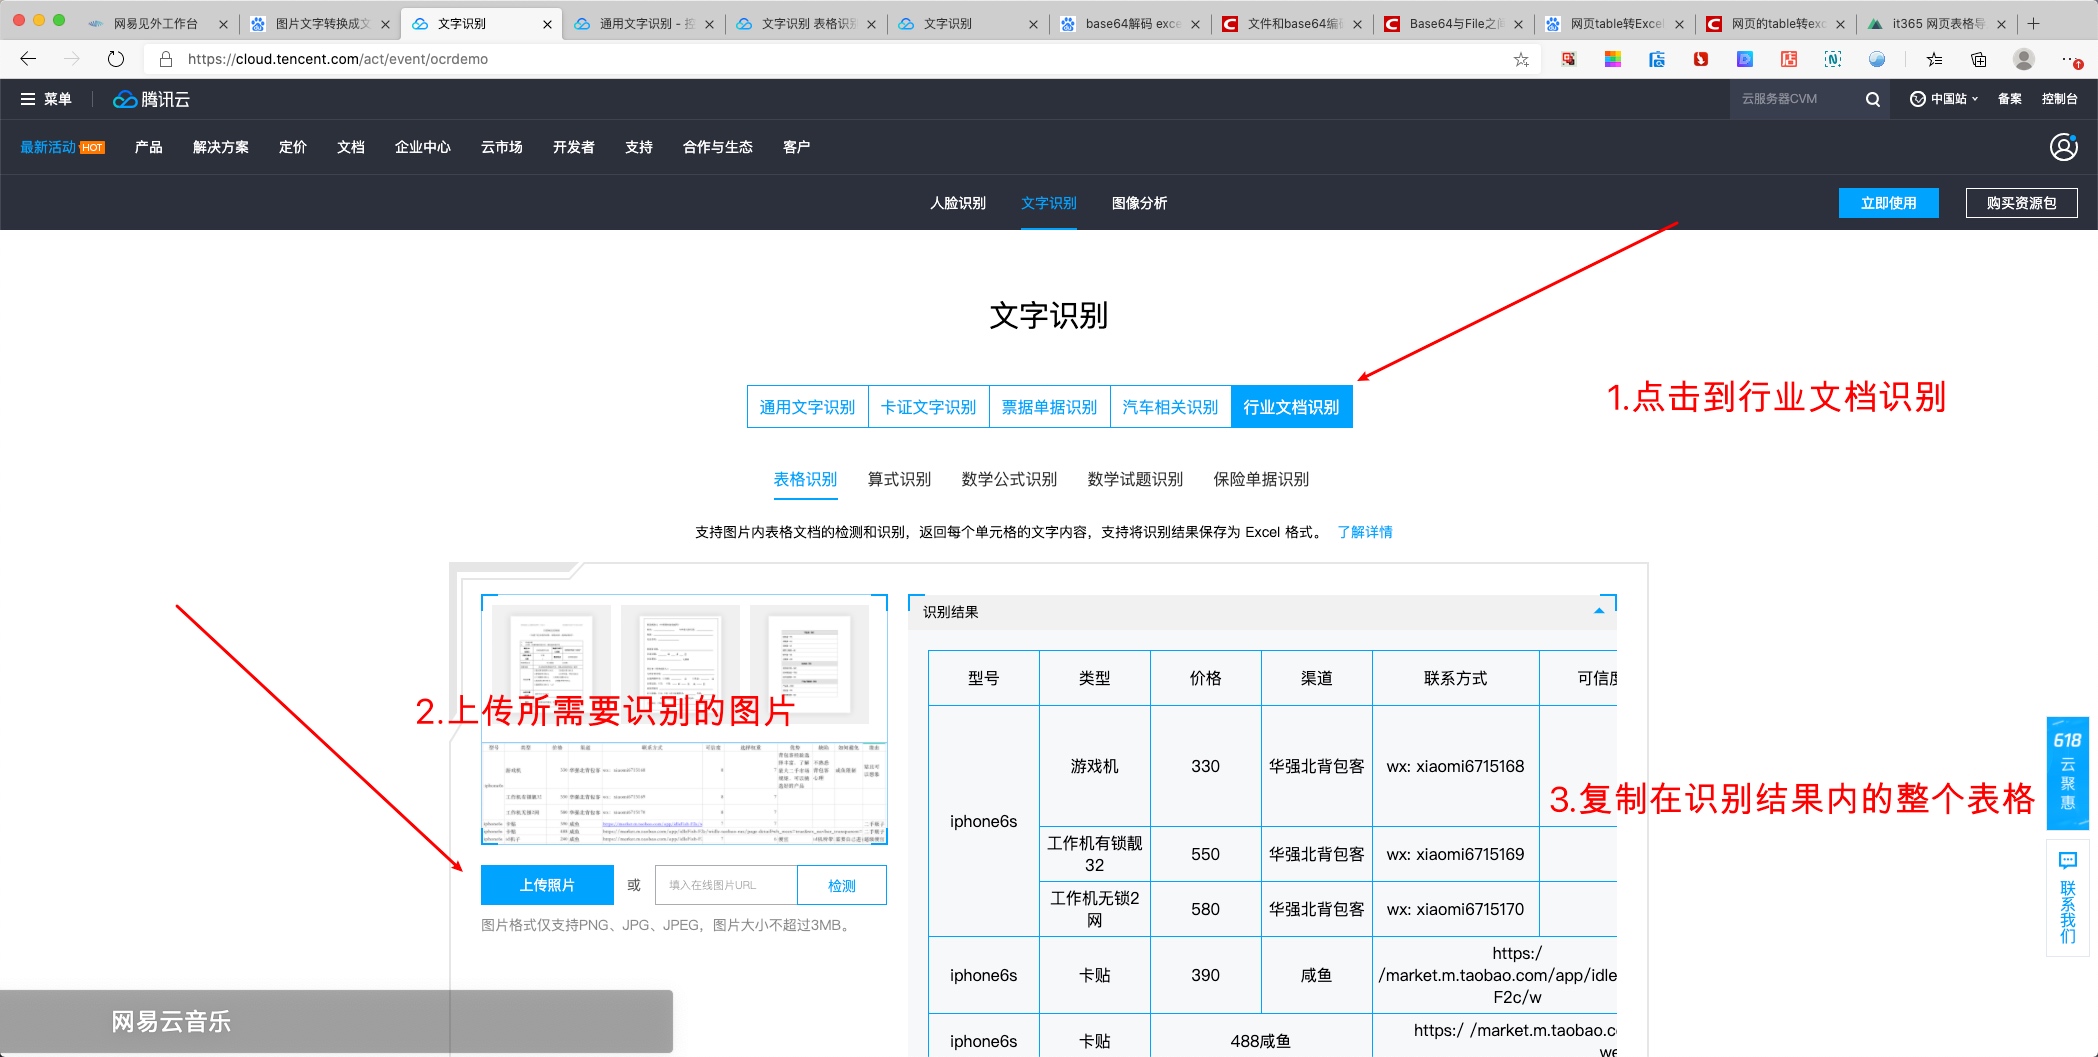 网易见外工作台
图片文字转换成文
文字识别
通用文字识别 - 控
文字识别 表格识别
文字识别
base64解码 exce
文件和base64编
Base64与File之间
网页table转Excel
网页的table转exc
it365 网页表格导
https://cloud.tencent.com/act/event/ocrdemo
菜单
腾讯云
云服务器CVM
中国站
备案
控制台
最新活动 HOT
产品
解决方案
定价
文档
企业中心
云市场
开发者
支持
合作与生态
客户
人脸识别
文字识别
图像分析
立即使用
购买资源包
文字识别
1.点击到行业文档识别
通用文字识别
卡证文字识别
票据单据识别
汽车相关识别
行业文档识别
表格识别
算式识别
数学公式识别
数学试题识别
保险单据识别
支持图片内表格文档的检测和识别，返回每个单元格的文字内容，支持将识别结果保存为 Excel 格式。 了解详情
2.上传所需要识别的图片
上传照片
或
填入在线图片URL
检测
图片格式仅支持PNG、JPG、JPEG，图片大小不超过3MB。
识别结果
型号 类型 价格 渠道 联系方式 可信度
iphone6s
游戏机 330 华强北背包客 wx: xiaomi6715168
3.复制在识别结果内的整个表格
工作机有锁靓
32
550 华强北背包客 wx: xiaomi6715169
工作机无锁2
网
580 华强北背包客 wx: xiaomi6715170
iphone6s 卡贴 390 咸鱼
https:/
/market.m.taobao.com/app/idle
F2c/w
iphone6s 卡贴 488咸鱼
https:/ /market.m.taobao.c
we
618
云
聚
惠
联
系
我
们
网易云音乐